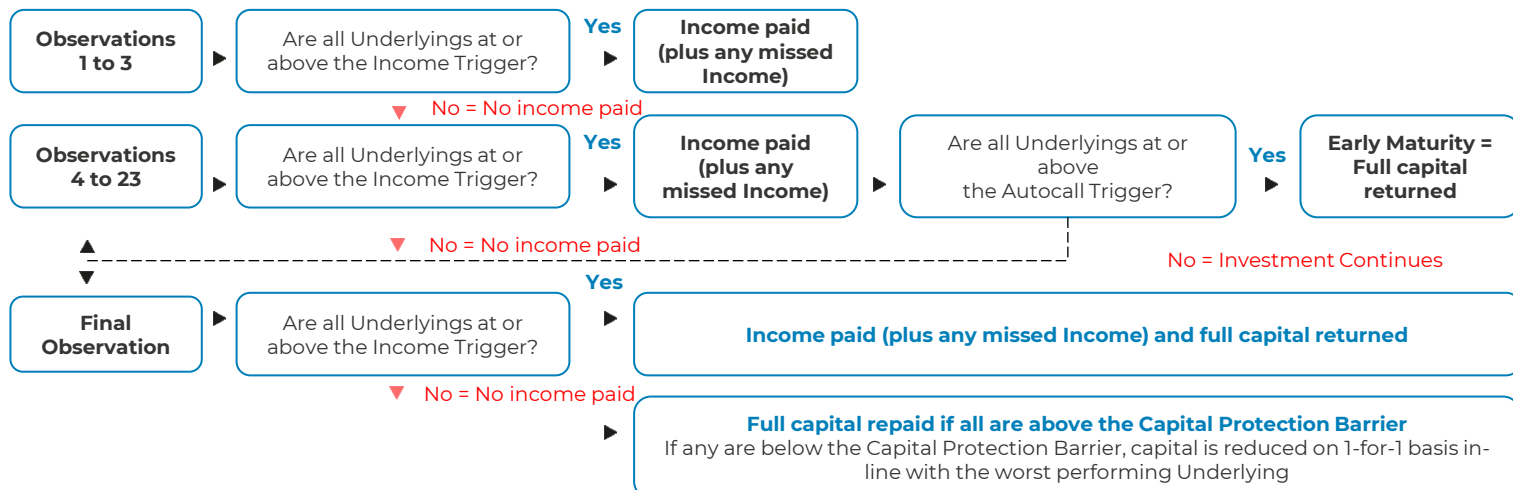 Observations
1 to 3
Are all Underlyings at or
above the Income Trigger?
Yes
Income paid
(plus any missed
Income)
No = No income paid
Observations
4 to 23
Are all Underlyings at or
above the Income Trigger?
Yes
Income paid
(plus any
missed Income)
Are all Underlyings at or
above
the Autocall Trigger?
Yes
Early Maturity =
Full capital
returned
No = No income paid
No = Investment Continues
Final
Observation
Are all Underlyings at or
above the Income Trigger?
Yes
Income paid (plus any missed Income) and full capital returned
No = No income paid
Full capital repaid if all are above the Capital Protection Barrier
If any are below the Capital Protection Barrier, capital is reduced on 1-for-1 basis in-
line with the worst performing Underlying